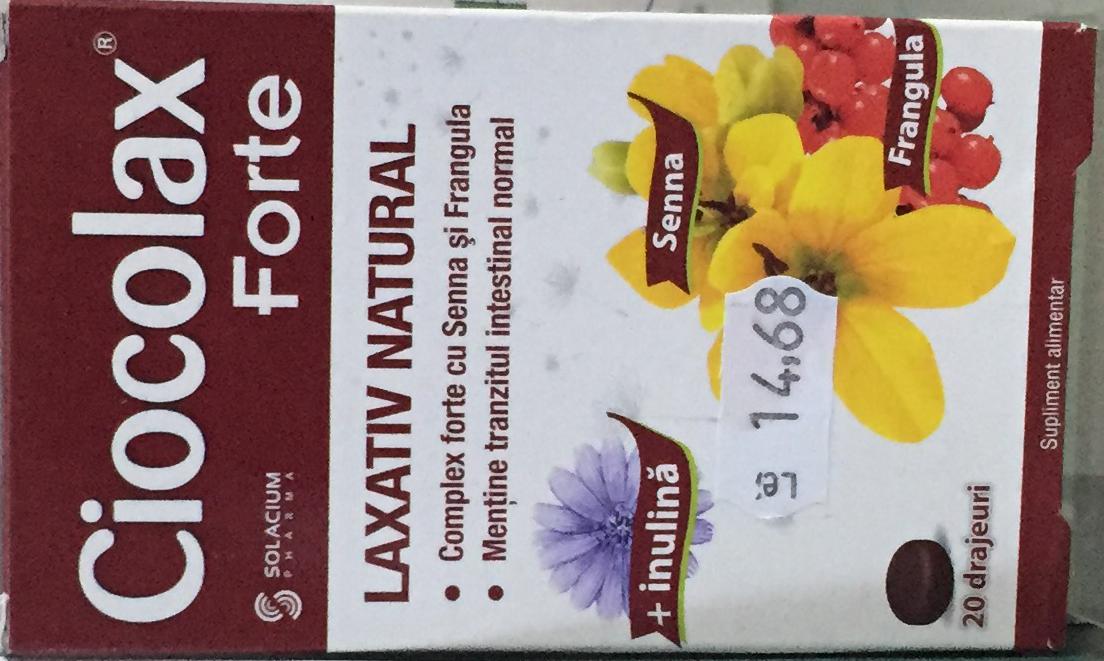 Ciocolax®
Forte
SOLACIUM
PHARMA
LAXATIV NATURAL
• Complex forte cu Senna şi Frangula
• Menţine tranzitul intestinal normal
Senna
Frangula
+ inulină
14.68
20 drajeuri
Supliment alimentar